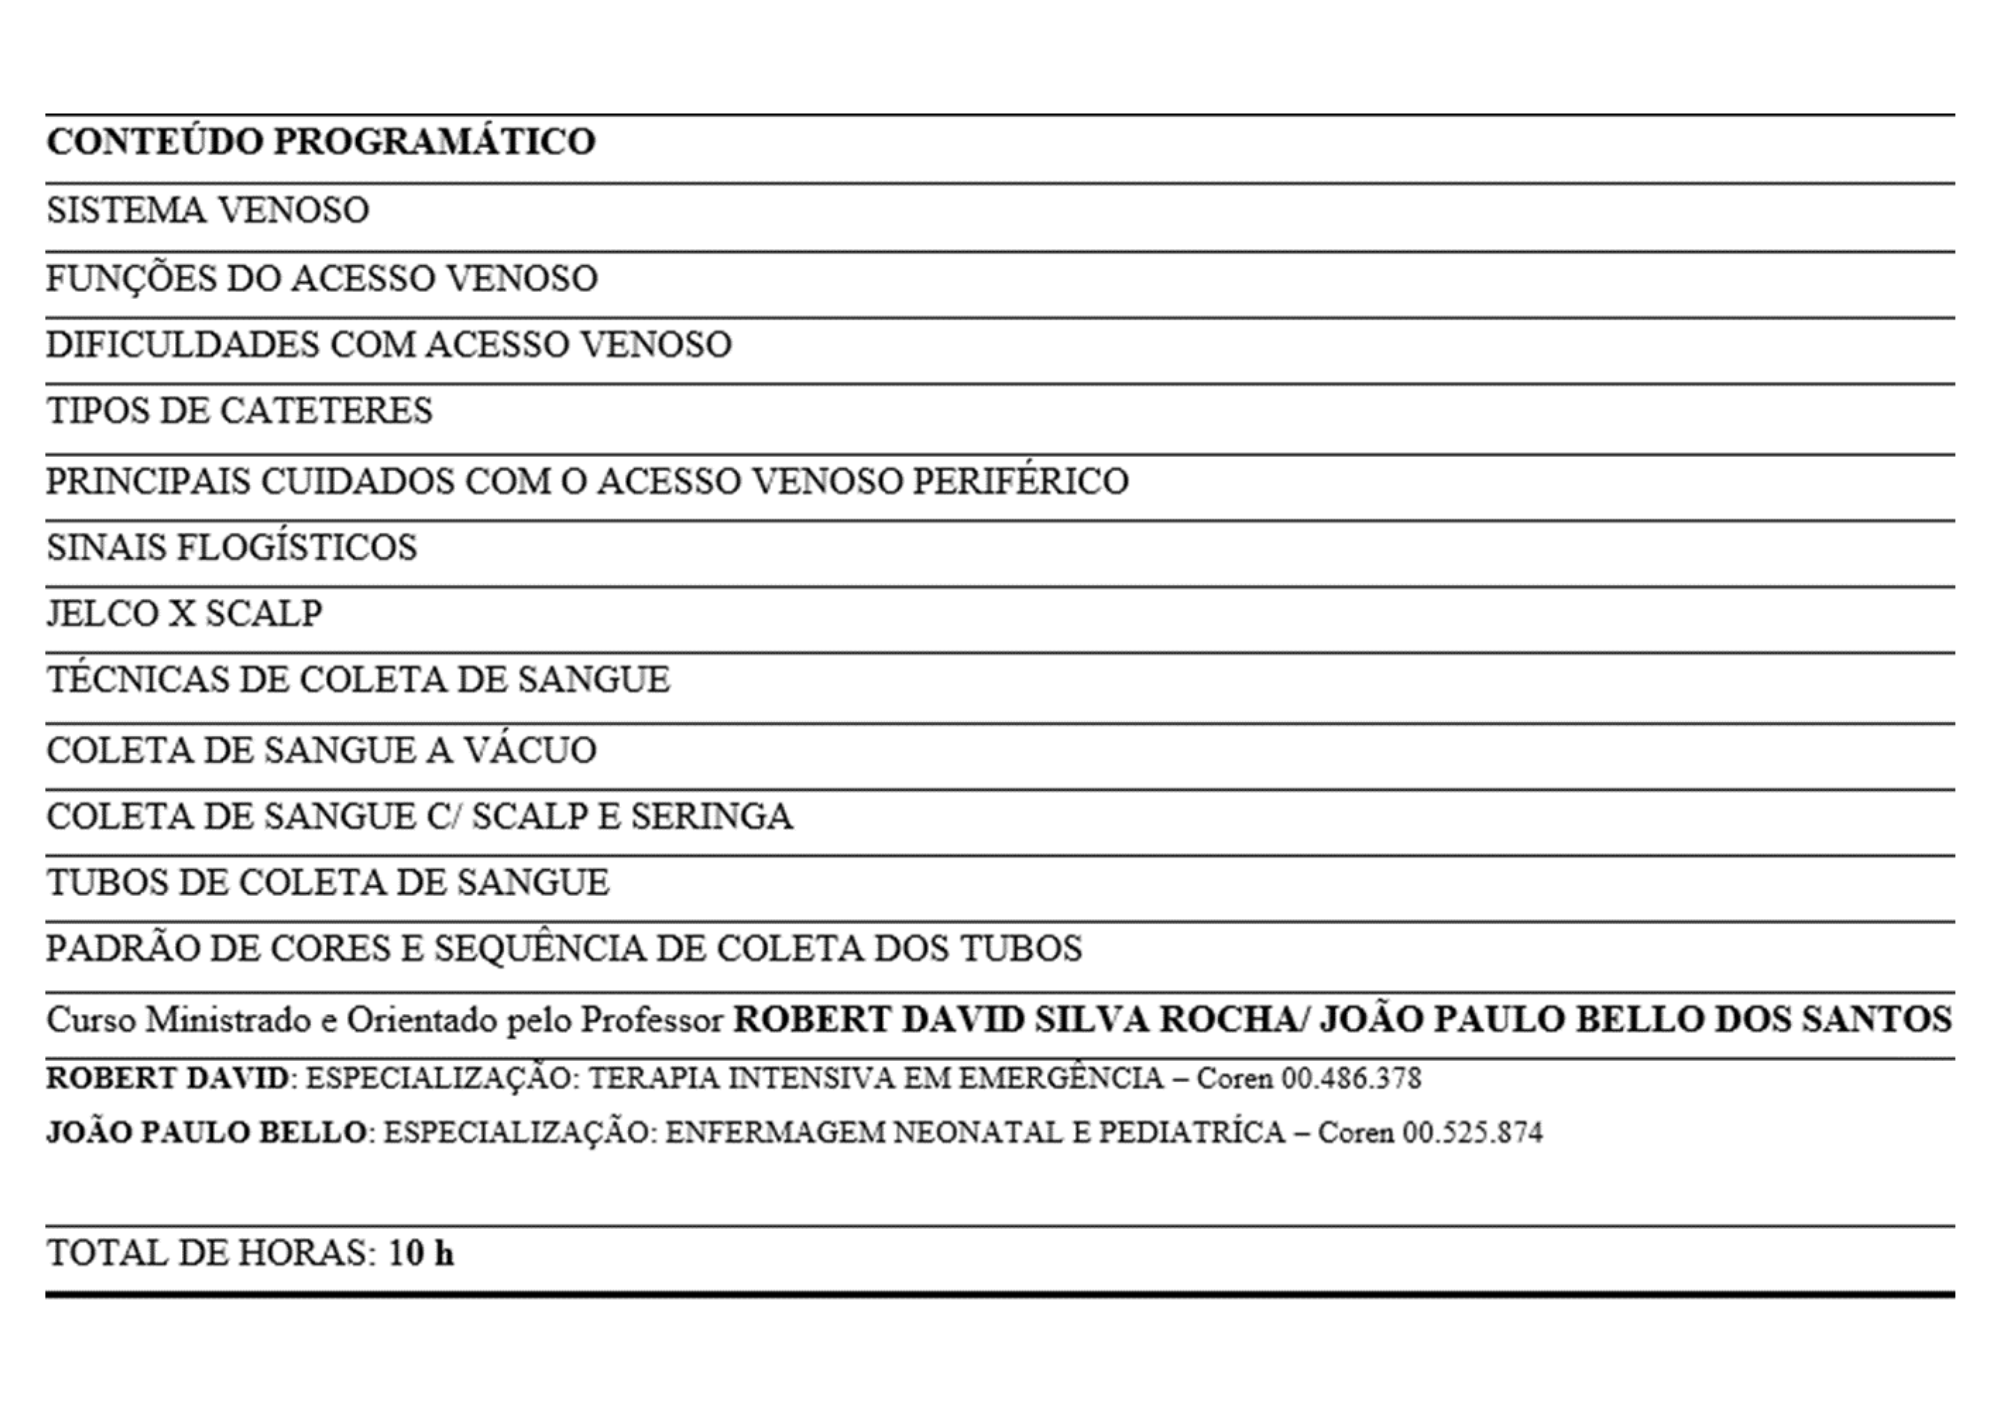 CONTEÚDO PROGRAMÁTICO
SISTEMA VENOSO
FUNÇÕES DO ACESSO VENOSO
DIFICULDADES COM ACESSO VENOSO
TIPOS DE CATETERES
PRINCIPAIS CUIDADOS COM O ACESSO VENOSO PERIFÉRICO
SINAIS FLOGÍSTICOS
JELCO X SCALP
TÉCNICAS DE COLETA DE SANGUE
COLETA DE SANGUE A VÁCUO
COLETA DE SANGUE C/ SCALP E SERINGA
TUBOS DE COLETA DE SANGUE
PADRÃO DE CORES E SEQUÊNCIA DE COLETA DOS TUBOS
Curso Ministrado e Orientado pelo Professor ROBERT DAVID SILVA ROCHA/ JOÃO PAULO BELLO DOS SANTOS
ROBERT DAVID: ESPECIALIZAÇÃO: TERAPIA INTENSIVA EM EMERGÊNCIA – Coren 00.486.378
JOÃO PAULO BELLO: ESPECIALIZAÇÃO: ENFERMAGEM NEONATAL E PEDIATRÍCA – Coren 00.525.874
TOTAL DE HORAS: 10 h